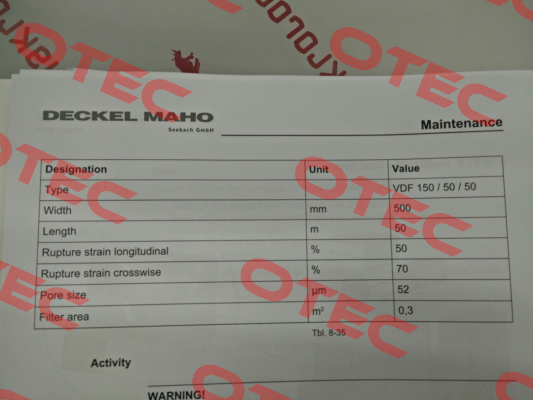 DECKEL MAHO
Seebach GmbH
Maintenance
Designation Unit Value
Type VDF 150 / 50 / 50
Width mm 500
Length m 50
Rupture strain longitudinal % 50
Rupture strain crosswise % 70
Pore size µm 52
Filter area m² 0,3
Tbl. 8-35
Activity
WARNING!
OTEC
OTEC
OTEC
OTEC
OTEC
OTEC
OTEC
OTEC